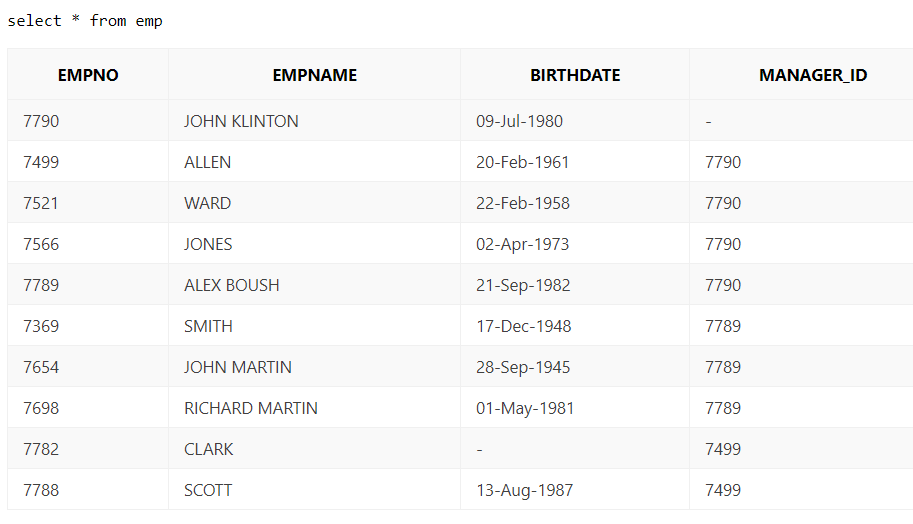 select * from emp
EMPNO EMPNAME BIRTHDATE MANAGER_ID
7790 JOHN KLINTON 09-Jul-1980 -
7499 ALLEN 20-Feb-1961 7790
7521 WARD 22-Feb-1958 7790
7566 JONES 02-Apr-1973 7790
7789 ALEX BOUSH 21-Sep-1982 7790
7369 SMITH 17-Dec-1948 7789
7654 JOHN MARTIN 28-Sep-1945 7789
7698 RICHARD MARTIN 01-May-1981 7789
7782 CLARK - 7499
7788 SCOTT 13-Aug-1987 7499